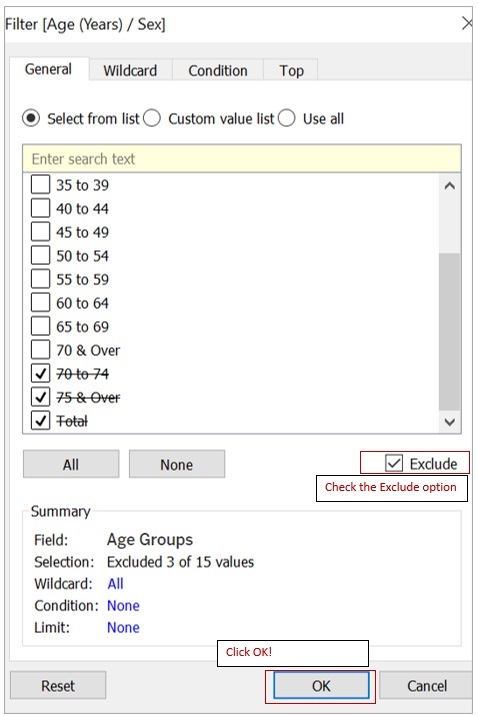 Filter [Age (Years) / Sex]
General Wildcard Condition Top
Select from list Custom value list Use all
Enter search text
35 to 39
40 to 44
45 to 49
50 to 54
55 to 59
60 to 64
65 to 69
70 & Over
70 to 74
75 & Over
Total
All None Exclude
Check the Exclude option
Summary
Field: Age Groups
Selection: Excluded 3 of 15 values
Wildcard: All
Condition: None
Limit: None
Click OK!
Reset OK Cancel